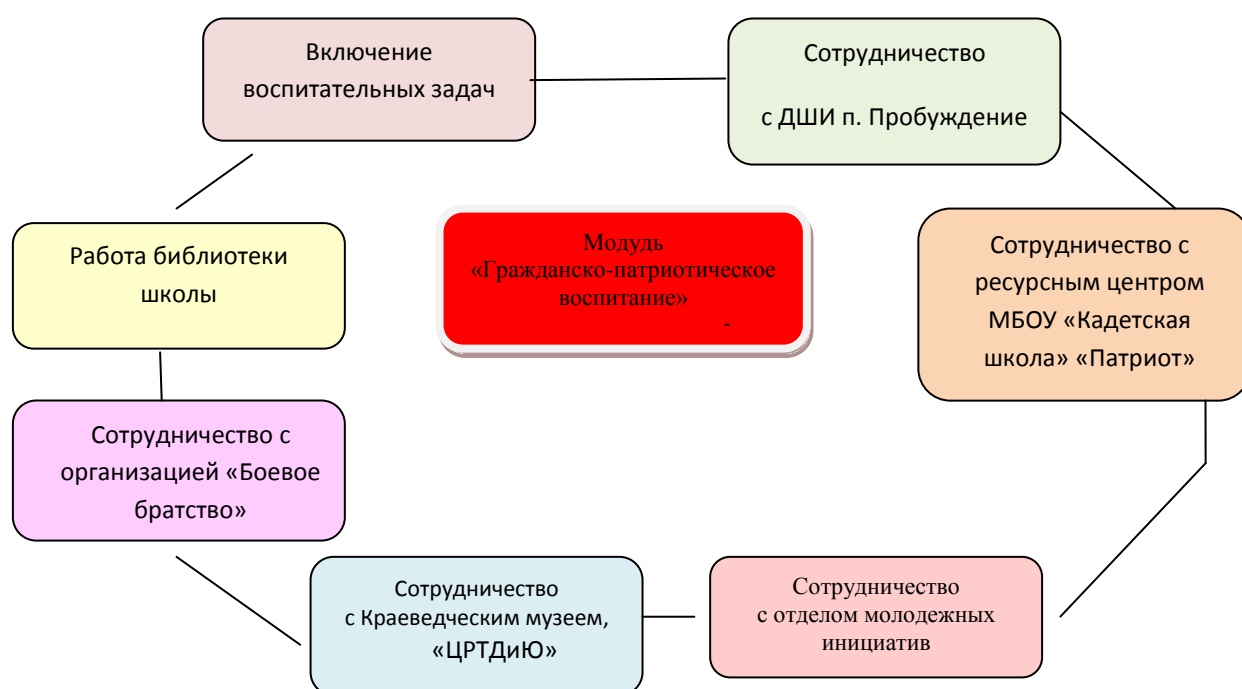 Включение
воспитательных задач
Сотрудничество
с ДШИ п. Пробуждение
Работа библиотеки
школы
Модудь
«Гражданско-патриотическое
воспитание»
-
Сотрудничество с
ресурсным центром
МБОУ «Кадетская
школа» «Патриот»
Сотрудничество с
организацией «Боевое
братство»
Сотрудничество
с Краеведческим музеем,
«ЦРТДиЮ»
Сотрудничество
с отделом молодежных
инициатив